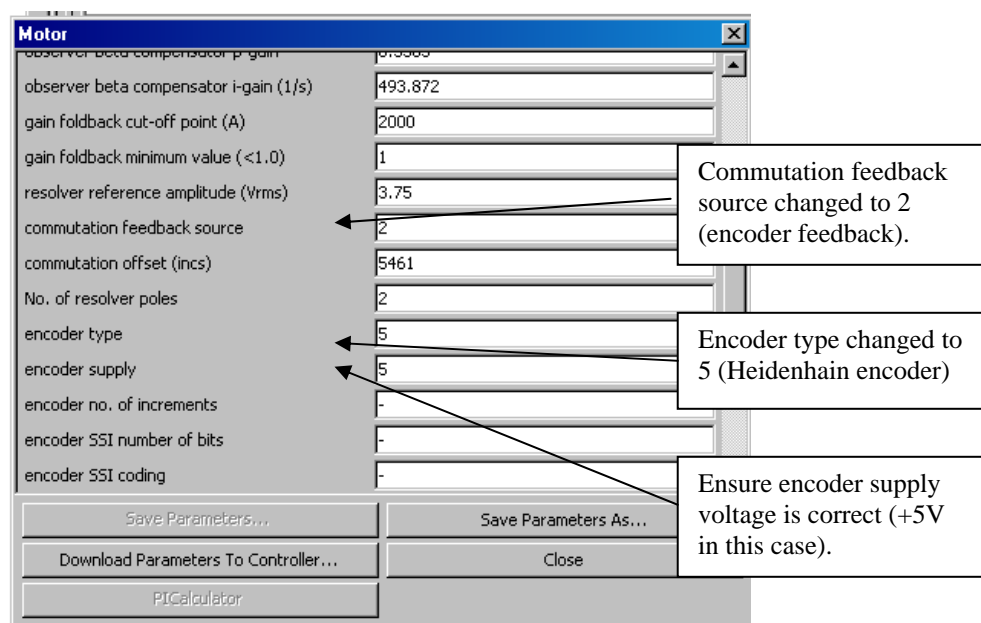 Motor
observer beta compensator p-gain
observer beta compensator i-gain (1/s) 493.872
gain foldback cut-off point (A) 2000
gain foldback minimum value (<1.0) 1
resolver reference amplitude (Vrms) 3.75
commutation feedback source 2
commutation offset (incs) 5461
No. of resolver poles 2
encoder type 5
encoder supply 5
encoder no. of increments -
encoder SSI number of bits -
encoder SSI coding -
Save Parameters... Save Parameters As...
Download Parameters To Controller... Close
PICalculator
Commutation feedback
source changed to 2
(encoder feedback).
Encoder type changed to
5 (Heidenhain encoder)
Ensure encoder supply
voltage is correct (+5V
in this case).